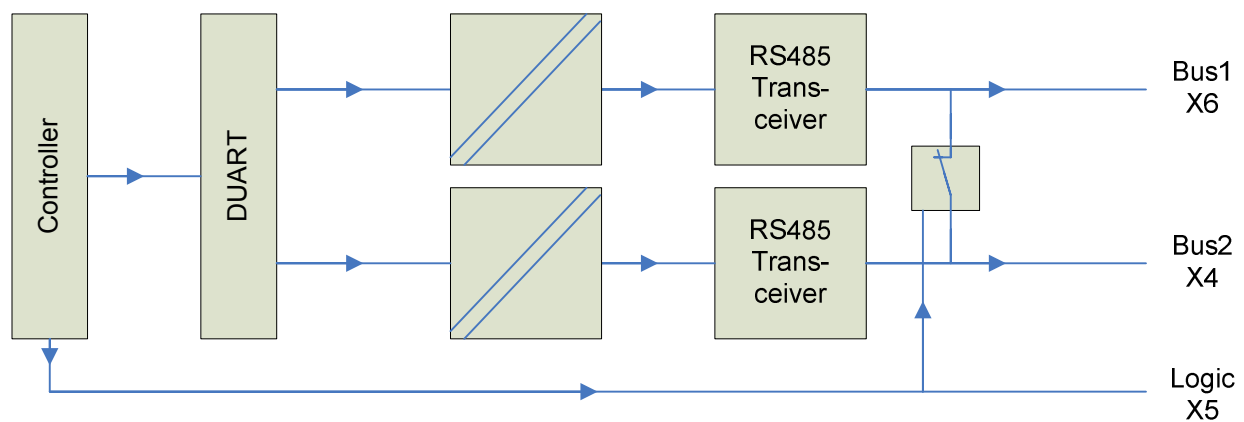 Controller
DUART
RS485
Trans-
ceiver
Bus1
X6
RS485
Trans-
ceiver
Bus2
X4
Logic
X5